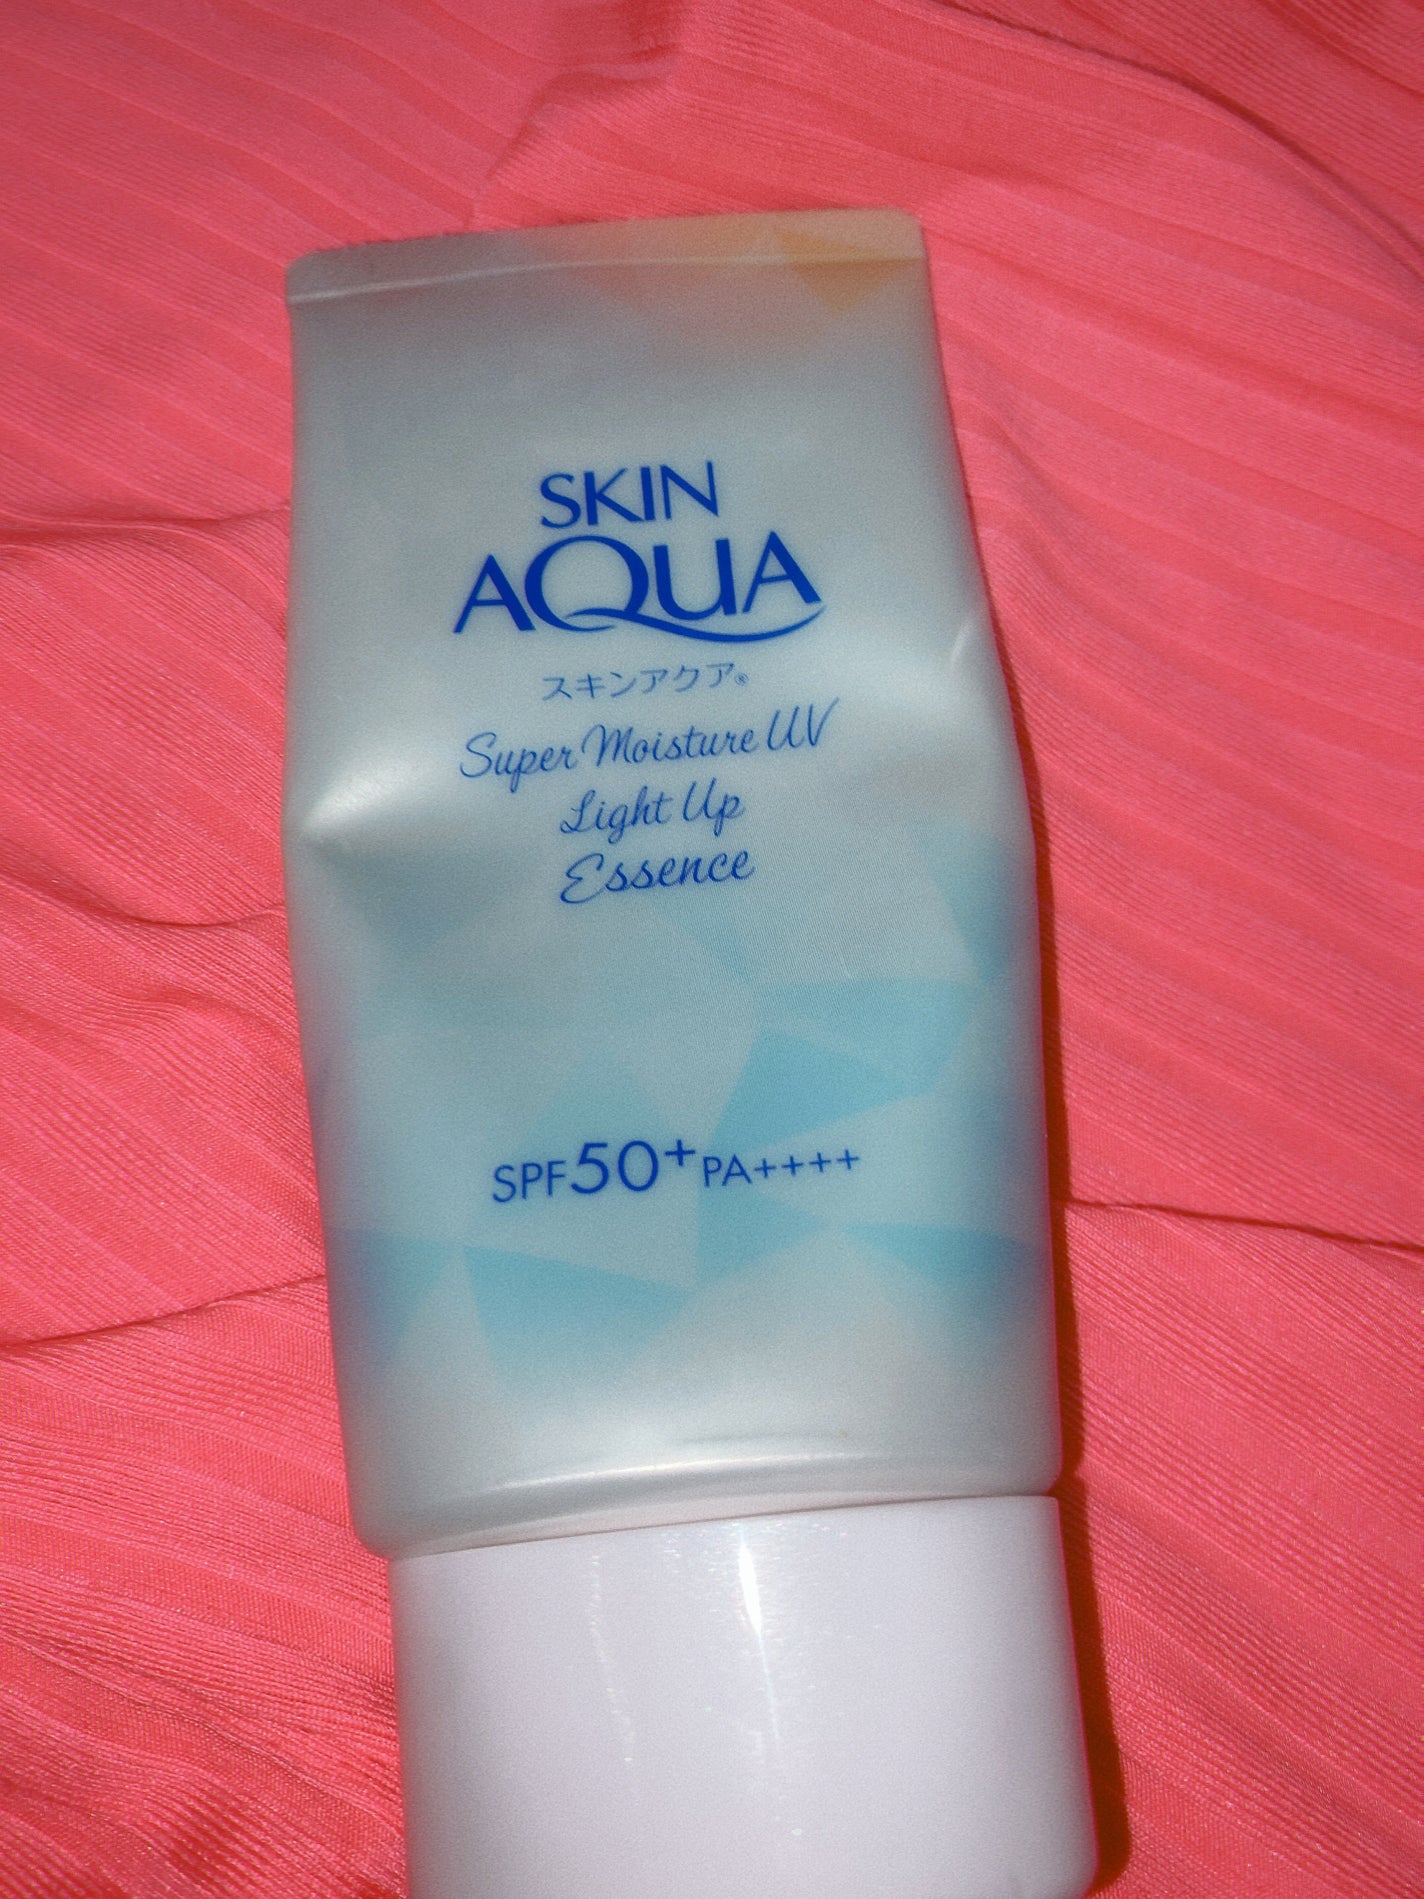 SKIN
AQUA
スキンアクア®
Super Moisture UV
Light Up
Essence
SPF50+ PA++++